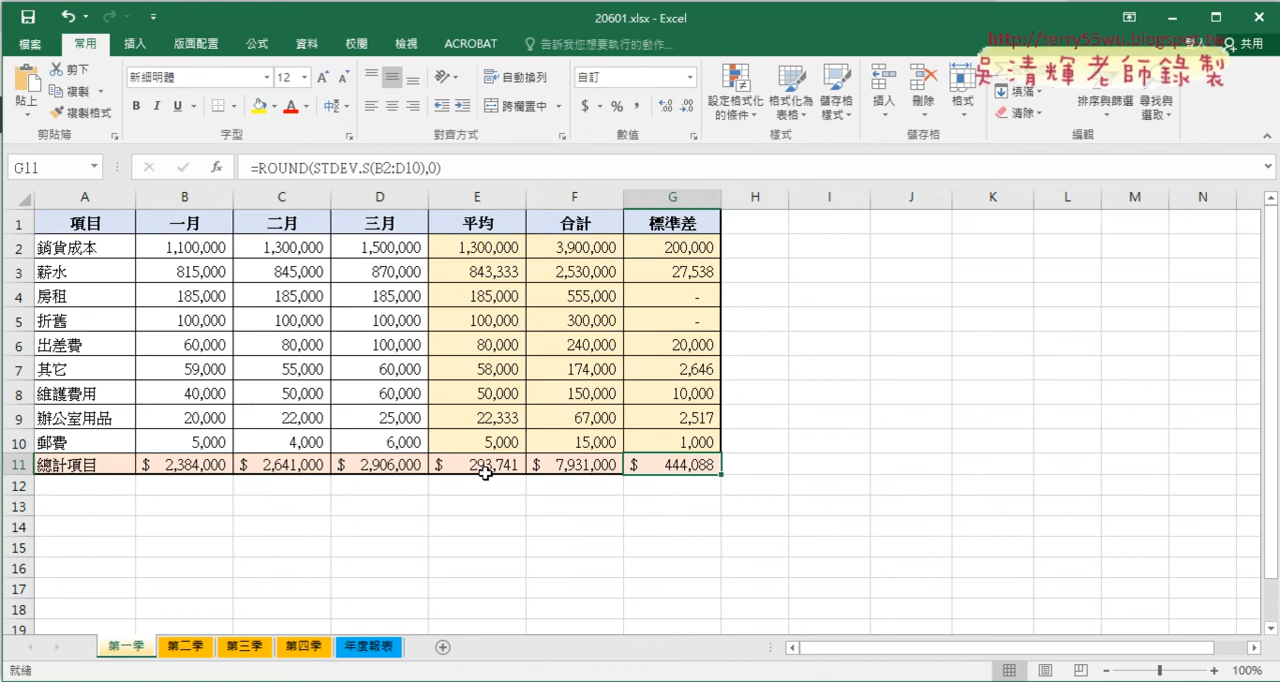 20601.xlsx - Excel
http://terry55wu.blogspot.tw
吳清輝老師錄製
檔案 常用 插入 版面配置 公式 資料 校閱 檢視 ACROBAT 告訴我您想要執行的動作... 登入 共用
貼上 剪下 複製 複製格式 剪貼簿
新細明體 12 B I U 字型
自動換列 跨欄置中 對齊方式
自訂 $ % , 數值
設定格式化的條件 格式化為表格 儲存格樣式 樣式
插入 刪除 格式 儲存格
填滿 清除 排序與篩選 尋找與選取 編輯
G11 fx =ROUND(STDEV.S(B2:D10),0)
A B C D E F G H I J K L M N
1 項目 一月 二月 三月 平均 合計 標準差
2 銷貨成本 1,100,000 1,300,000 1,500,000 1,300,000 3,900,000 200,000
3 薪水 815,000 845,000 870,000 843,333 2,530,000 27,538
4 房租 185,000 185,000 185,000 185,000 555,000 -
5 折舊 100,000 100,000 100,000 100,000 300,000 -
6 出差費 60,000 80,000 100,000 80,000 240,000 20,000
7 其它 59,000 55,000 60,000 58,000 174,000 2,646
8 維護費用 40,000 50,000 60,000 50,000 150,000 10,000
9 辦公室用品 20,000 22,000 25,000 22,333 67,000 2,517
10 郵費 5,000 4,000 6,000 5,000 15,000 1,000
11 總計項目 $ 2,384,000 $ 2,641,000 $ 2,906,000 $ 293,741 $ 7,931,000 $ 444,088
12
13
14
15
16
17
18
19
第一季 第二季 第三季 第四季 年度報表
就緒 100%